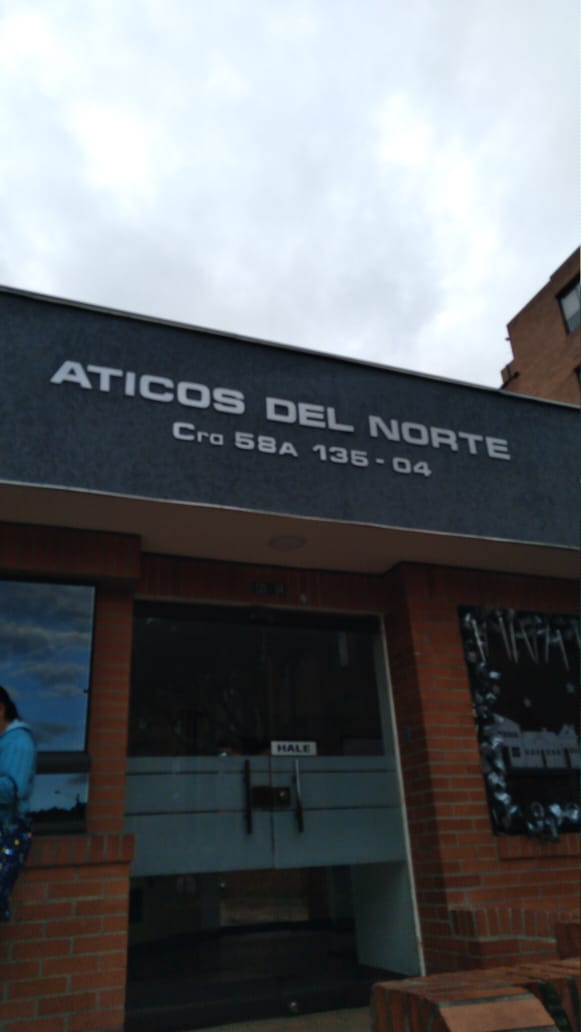 ATICOS DEL NORTE
Cra 58A 135-04
HALE